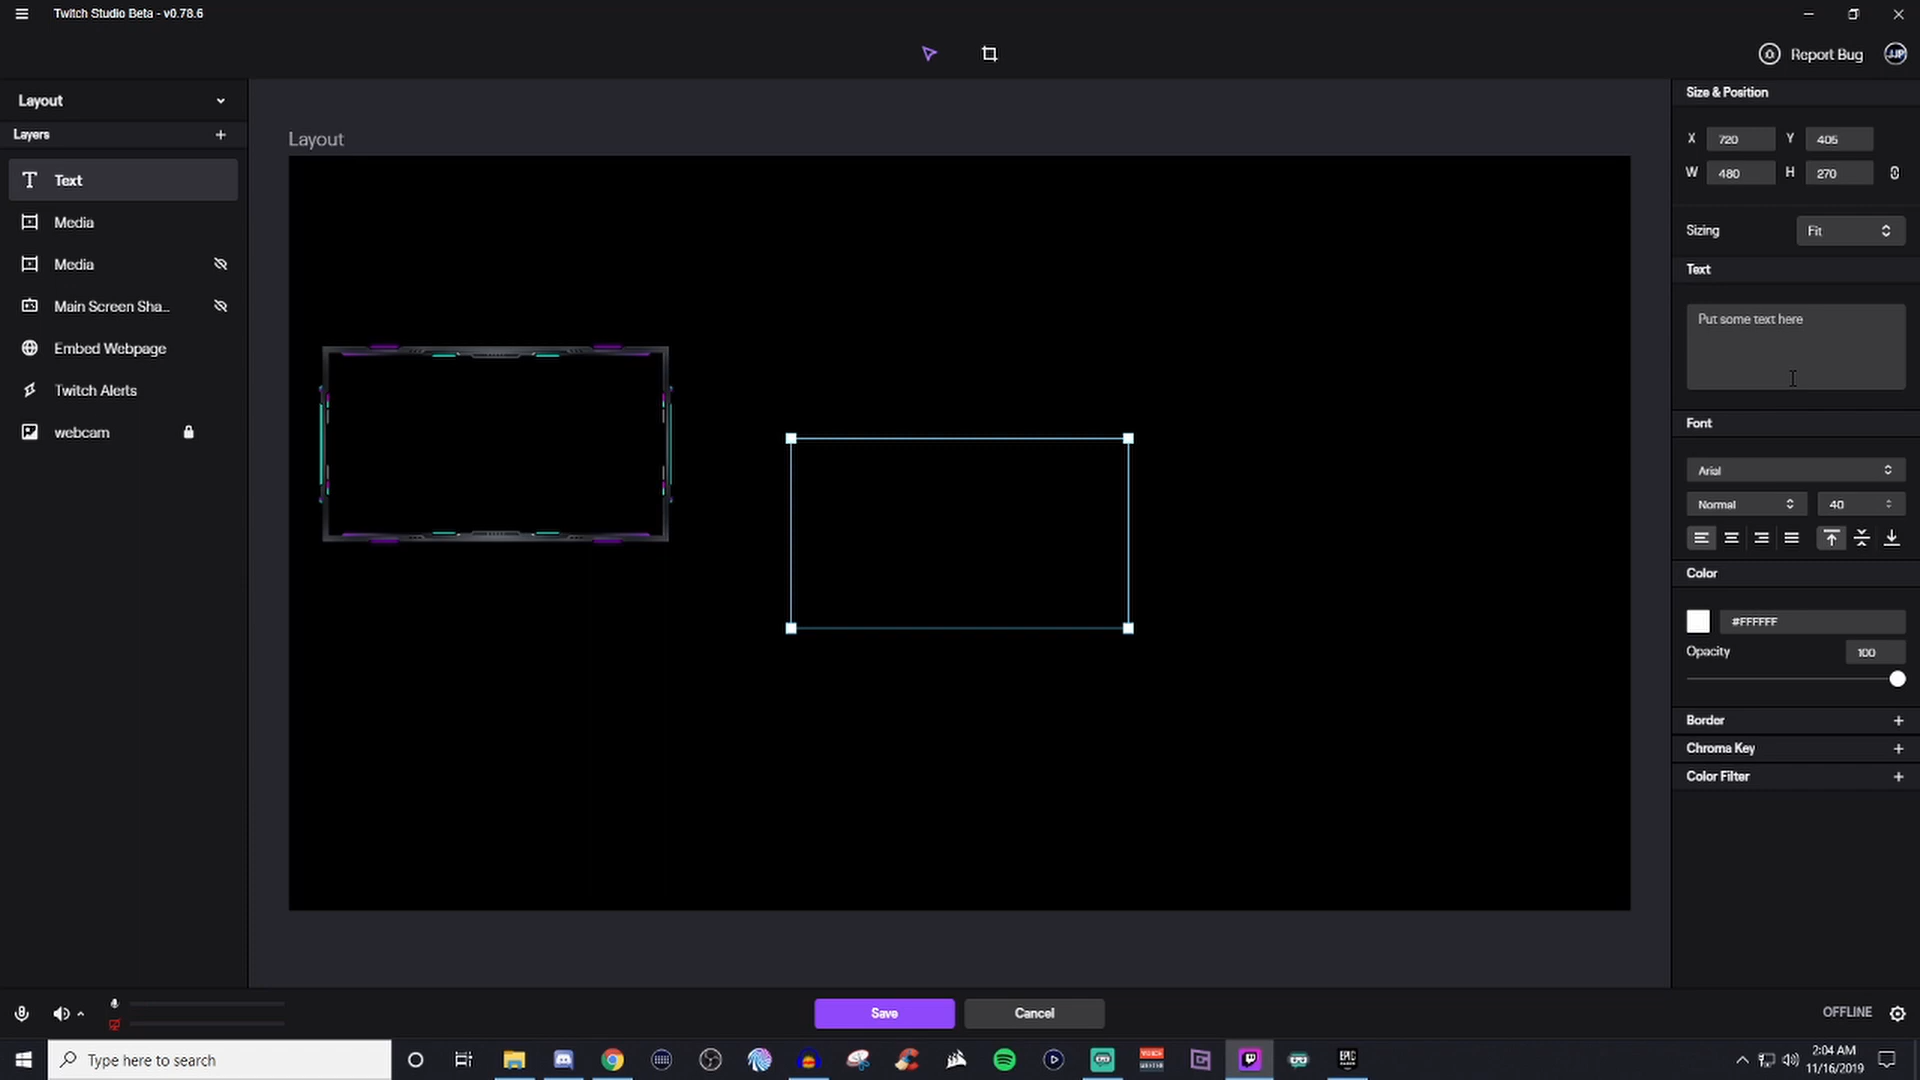 Twitch Studio Beta - v0.78.6
Report Bug
JJP
Layout
Layers
Text
Media
Media
Main Screen Sha...
Embed Webpage
Twitch Alerts
webcam
Layout
Size & Position
X 720 Y 405
W 480 H 270
Sizing Fit
Text
Put some text here
Font
Arial
Normal 40
Color
#FFFFFF
Opacity 100
Border
Chroma Key
Color Filter
Save Cancel
OFFLINE
Type here to search
EPIC
2:04 AM
11/16/2019